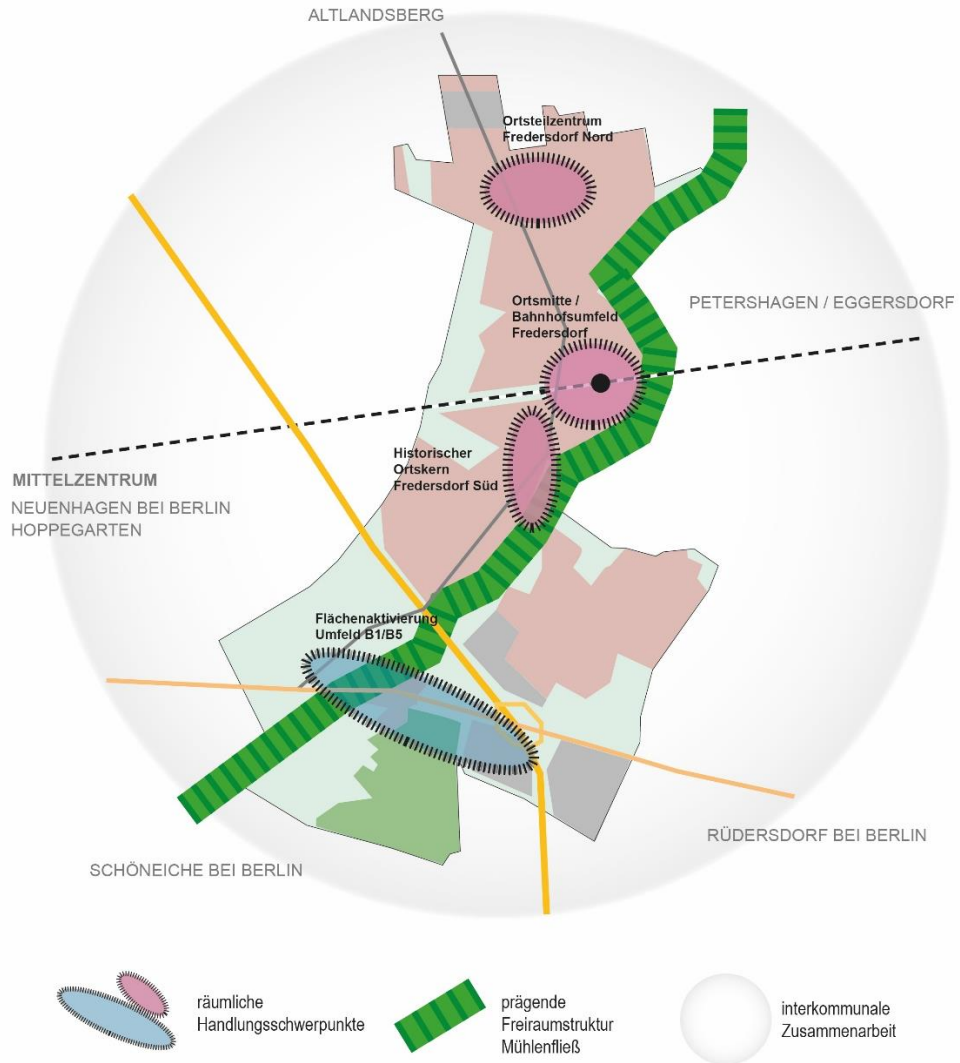 ALTLANDSBERG
Ortsteilzentrum
Fredersdorf Nord
Ortsmitte /
Bahnhofsumfeld
Fredersdorf
PETERSHAGEN / EGGERSDORF
Historischer
Ortskern
Fredersdorf Süd
MITTELZENTRUM
NEUENHAGEN BEI BERLIN
HOPPEGARTEN
Flächenaktivierung
Umfeld B1/B5
RÜDERSDORF BEI BERLIN
SCHÖNEICHE BEI BERLIN
räumliche
Handlungsschwerpunkte
prägende
Freiraumstruktur
Mühlenfließ
interkommunale
Zusammenarbeit